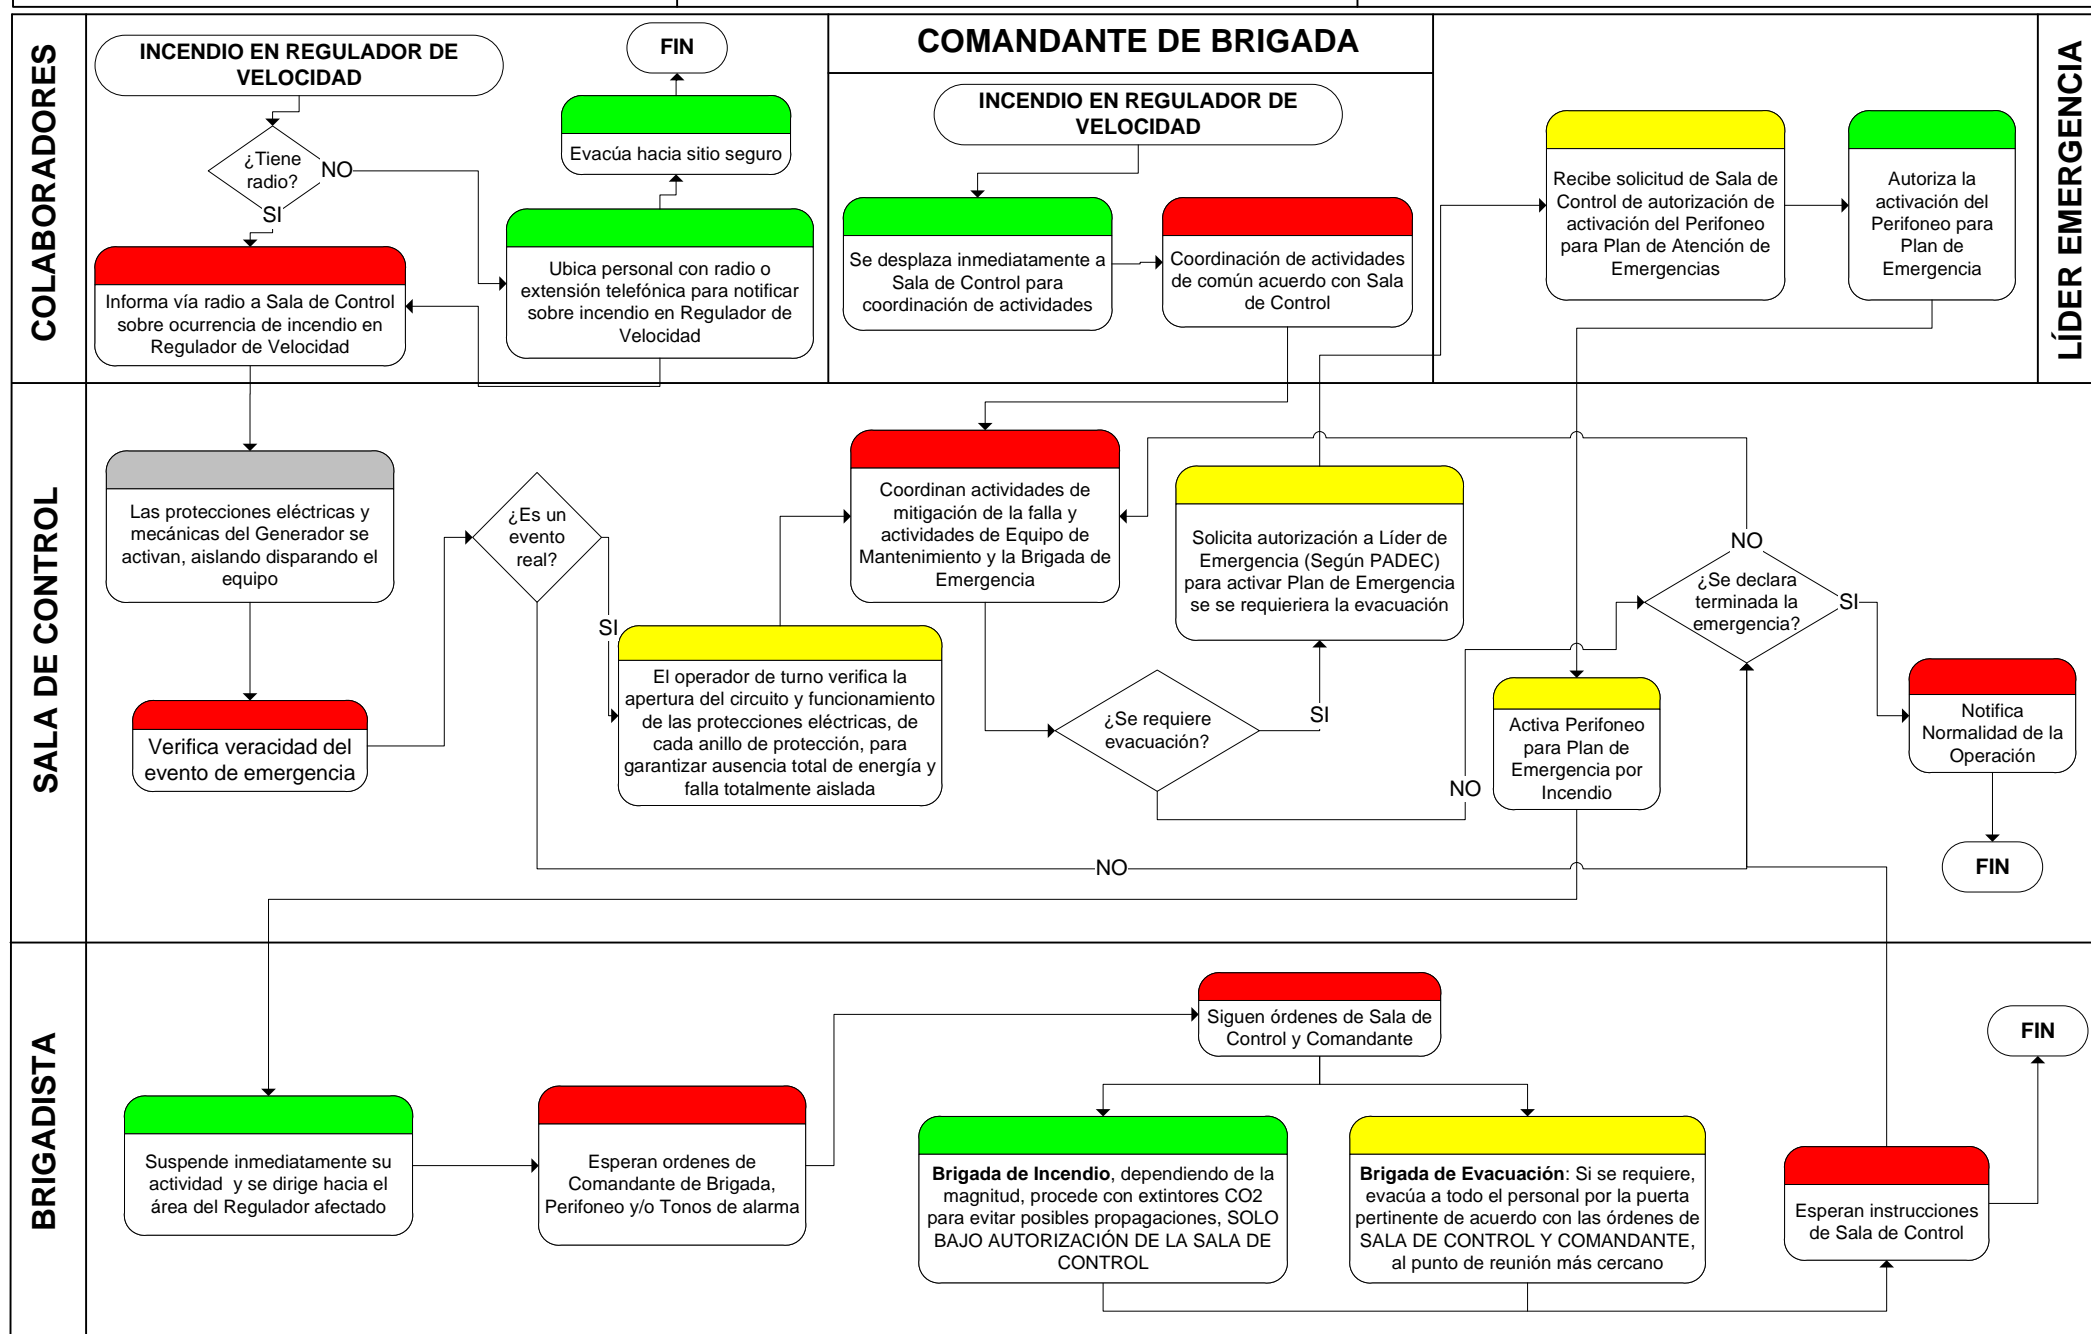 COLABORADORES
INCENDIO EN REGULADOR DE
VELOCIDAD
¿Tiene
radio?
NO
SI
Informa vía radio a Sala de Control
sobre ocurrencia de incendio en
Regulador de Velocidad
FIN
Evacúa hacia sitio seguro
Ubica personal con radio o
extensión telefónica para notificar
sobre incendio en Regulador de
Velocidad
COMANDANTE DE BRIGADA
INCENDIO EN REGULADOR DE
VELOCIDAD
Se desplaza inmediatamente a
Sala de Control para
coordinación de actividades
Coordinación de actividades
de común acuerdo con Sala
de Control
LÍDER EMERGENCIA
Recibe solicitud de Sala de
Control de autorización de
activación del Perifoneo
para Plan de Atención de
Emergencias
Autoriza la
activación del
Perifoneo para
Plan de
Emergencia
SALA DE CONTROL
Las protecciones eléctricas y
mecánicas del Generador se
activan, aislando disparando el
equipo
Verifica veracidad del
evento de emergencia
¿Es un
evento
real?
SI
NO
El operador de turno verifica la
apertura del circuito y funcionamiento
de las protecciones eléctricas, de
cada anillo de protección, para
garantizar ausencia total de energía y
falla totalmente aislada
Coordinan actividades de
mitigación de la falla y
actividades de Equipo de
Mantenimiento y la Brigada de
Emergencia
¿Se requiere
evacuación?
SI
NO
Solicita autorización a Líder de
Emergencia (Según PADEC)
para activar Plan de Emergencia
se se requieriera la evacuación
Activa Perifoneo
para Plan de
Emergencia por
Incendio
NO
¿Se declara
terminada la
emergencia?
SI
Notifica
Normalidad de la
Operación
FIN
BRIGADISTA
Suspende inmediatamente su
actividad  y se dirige hacia el
área del Regulador afectado
Esperan ordenes de
Comandante de Brigada,
Perifoneo y/o Tonos de alarma
Siguen órdenes de Sala de
Control y Comandante
Brigada de Incendio, dependiendo de la
magnitud, procede con extintores CO2
para evitar posibles propagaciones, SOLO
BAJO AUTORIZACIÓN DE LA SALA DE
CONTROL
Brigada de Evacuación: Si se requiere,
evacúa a todo el personal por la puerta
pertinente de acuerdo con las órdenes de
SALA DE CONTROL Y COMANDANTE,
al punto de reunión más cercano
Esperan instrucciones
de Sala de Control
FIN